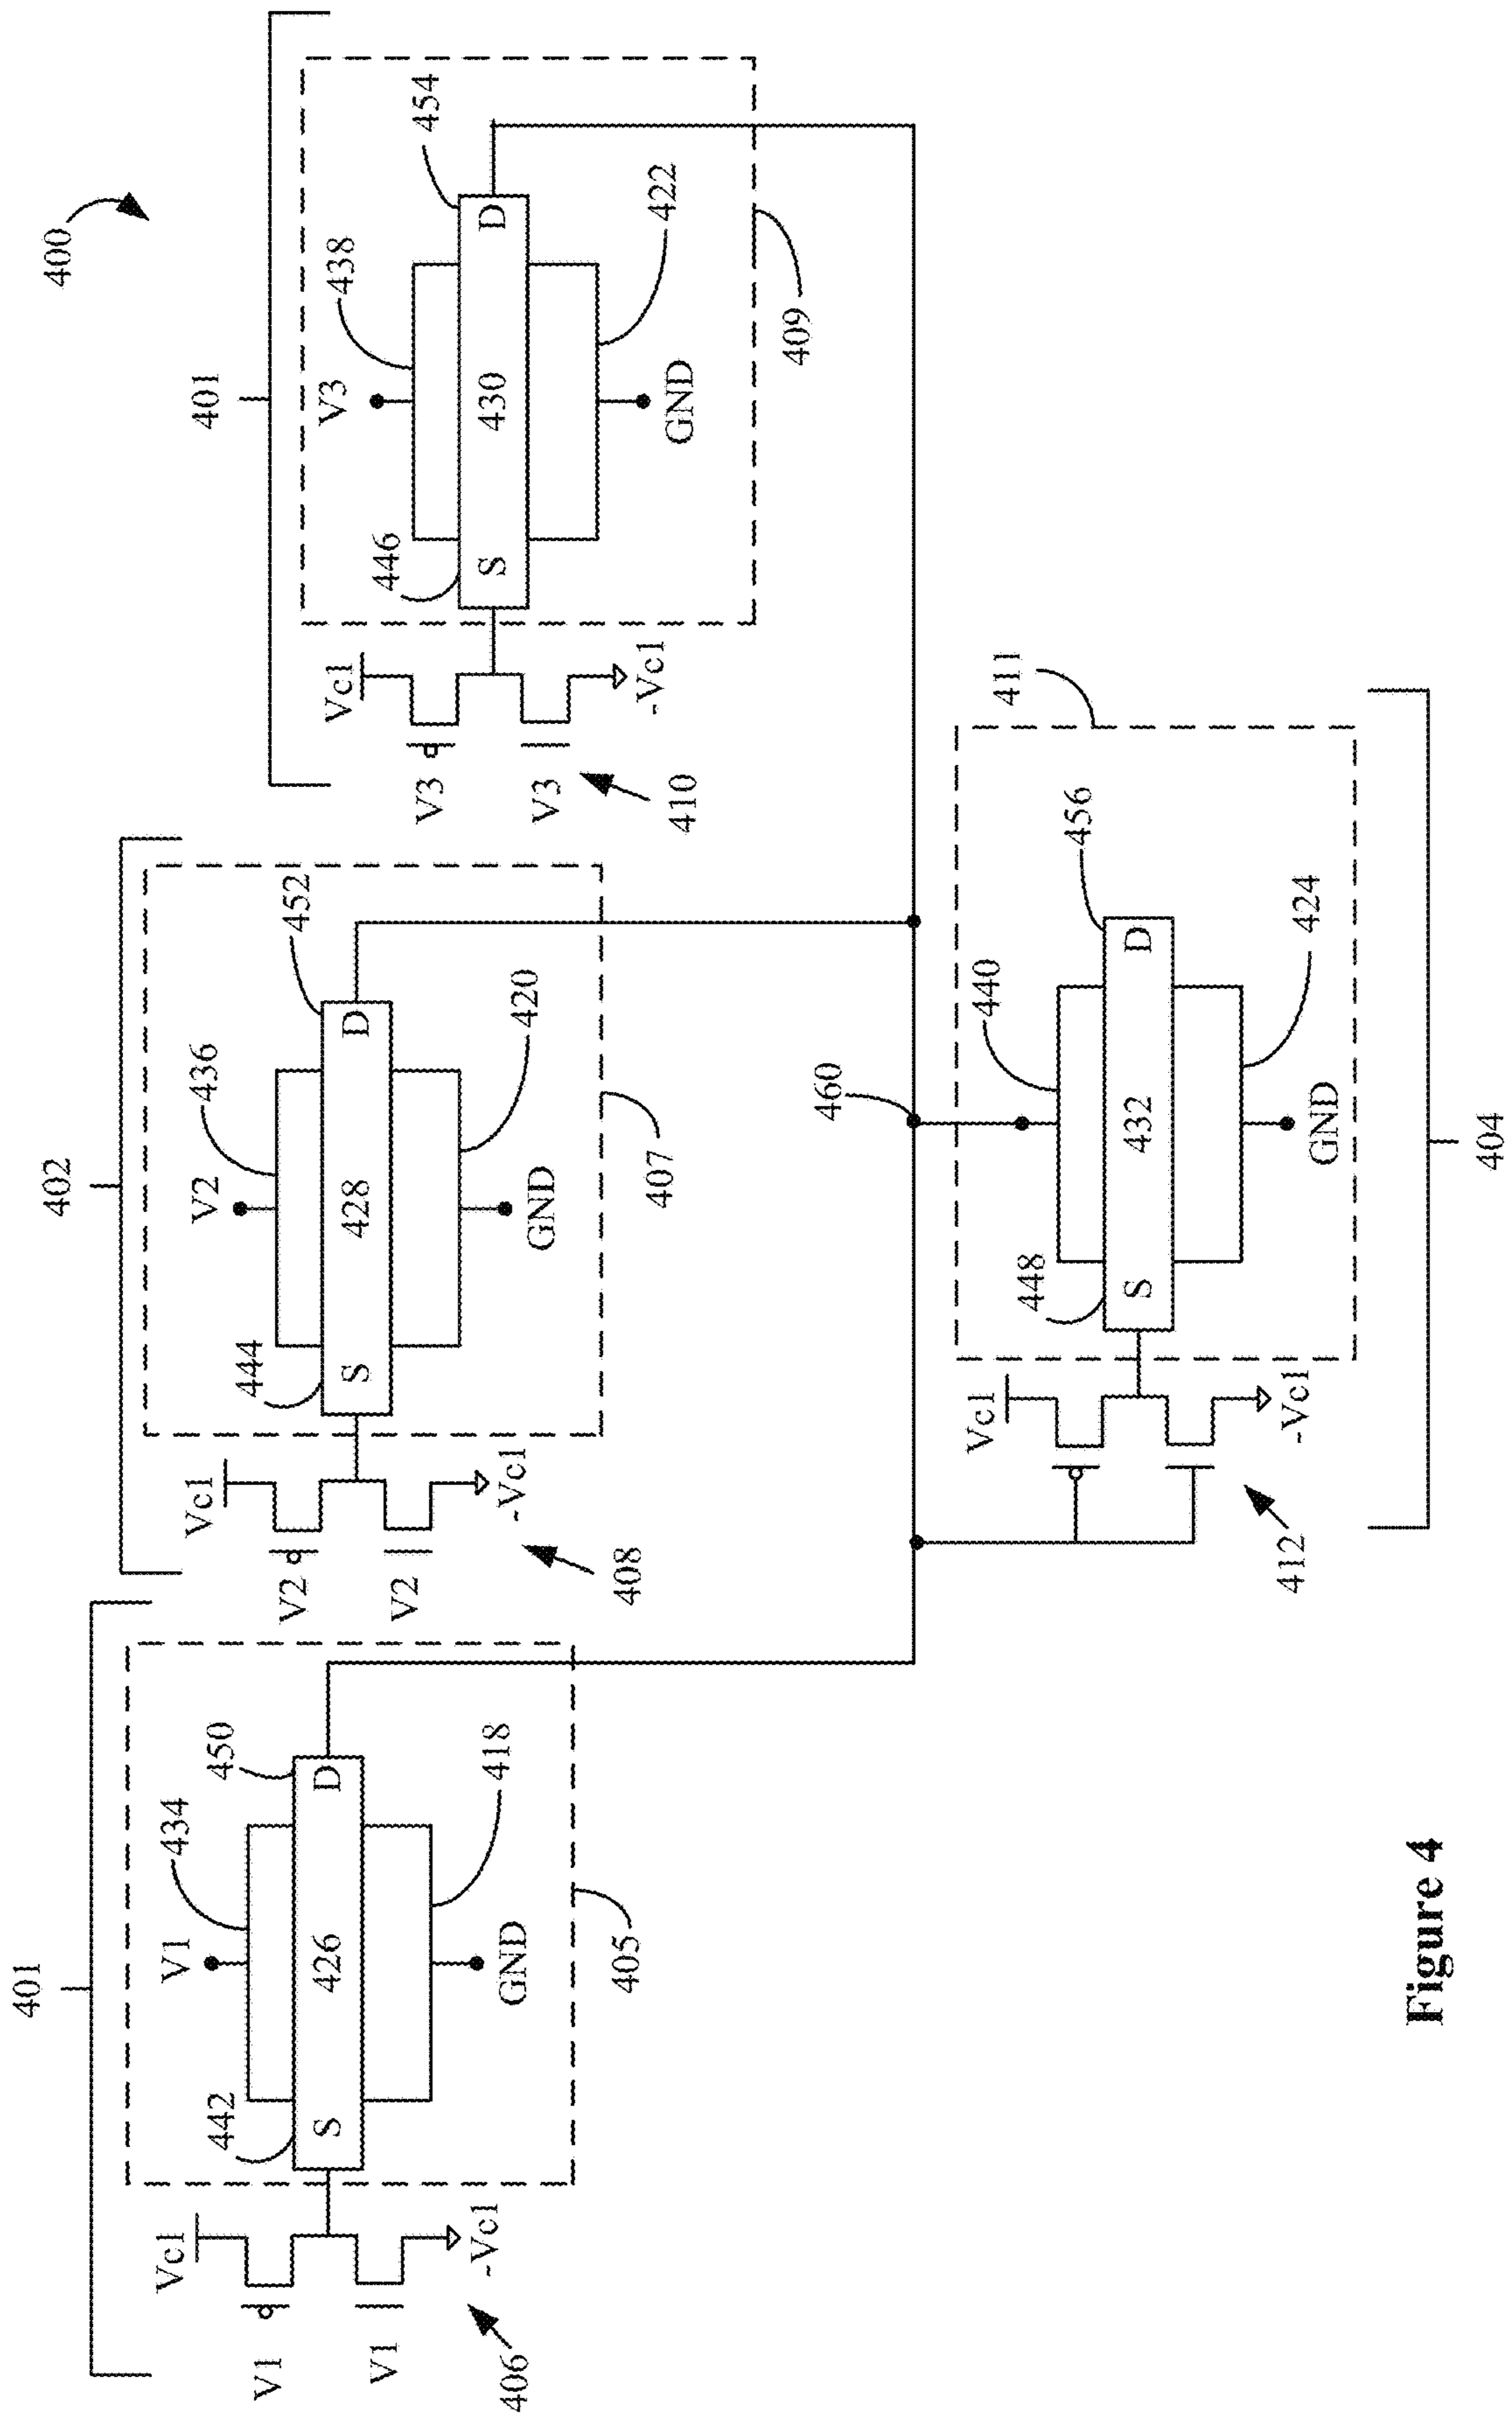 400
401
402
401
V1
434
450
442
S
426
D
418
GND
405
Vc1
V1
V1
-Vc1
406
V2
436
452
444
S
428
D
420
GND
407
Vc1
V2
V2
-Vc1
408
V3
438
454
446
S
430
D
422
GND
409
Vc1
V3
V3
-Vc1
410
460
411
440
456
448
S
432
D
424
GND
Vc1
-Vc1
412
404
Figure 4